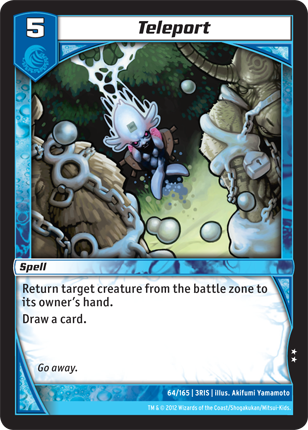 5
Teleport
Spell
Return target creature from the battle zone to
its owner's hand.
Draw a card.
Go away.
64/165 | 3RIS | illus. Akifumi Yamamoto
TM & © 2012 Wizards of the Coast/Shogakukan/Mitsui-Kids.